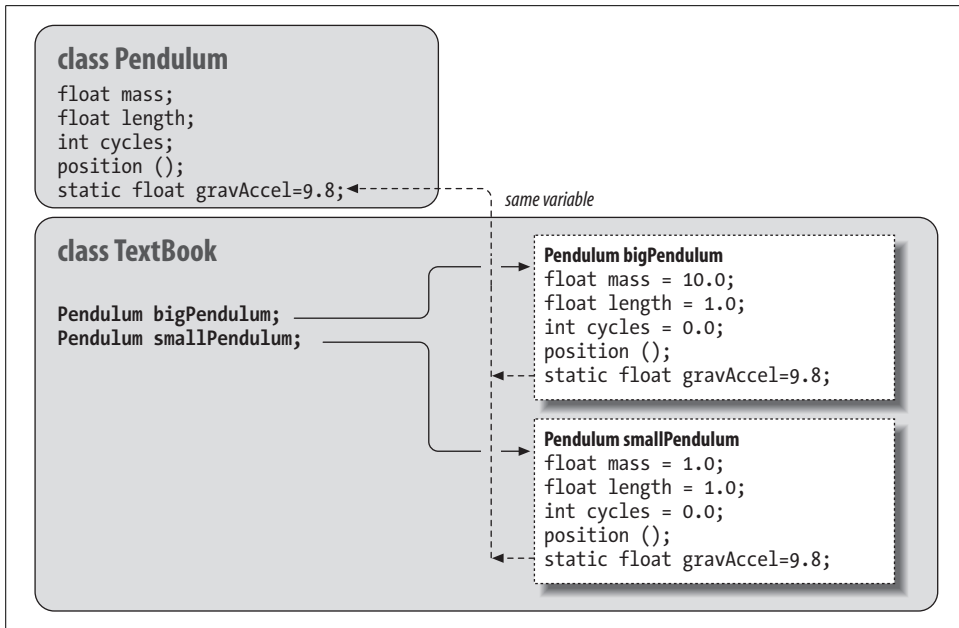 class Pendulum
float mass;
float length;
int cycles;
position ();
static float gravAccel=9.8;
same variable
class TextBook
Pendulum bigPendulum;
Pendulum smallPendulum;
Pendulum bigPendulum
float mass = 10.0;
float length = 1.0;
int cycles = 0.0;
position ();
static float gravAccel=9.8;
Pendulum smallPendulum
float mass = 1.0;
float length = 1.0;
int cycles = 0.0;
position ();
static float gravAccel=9.8;